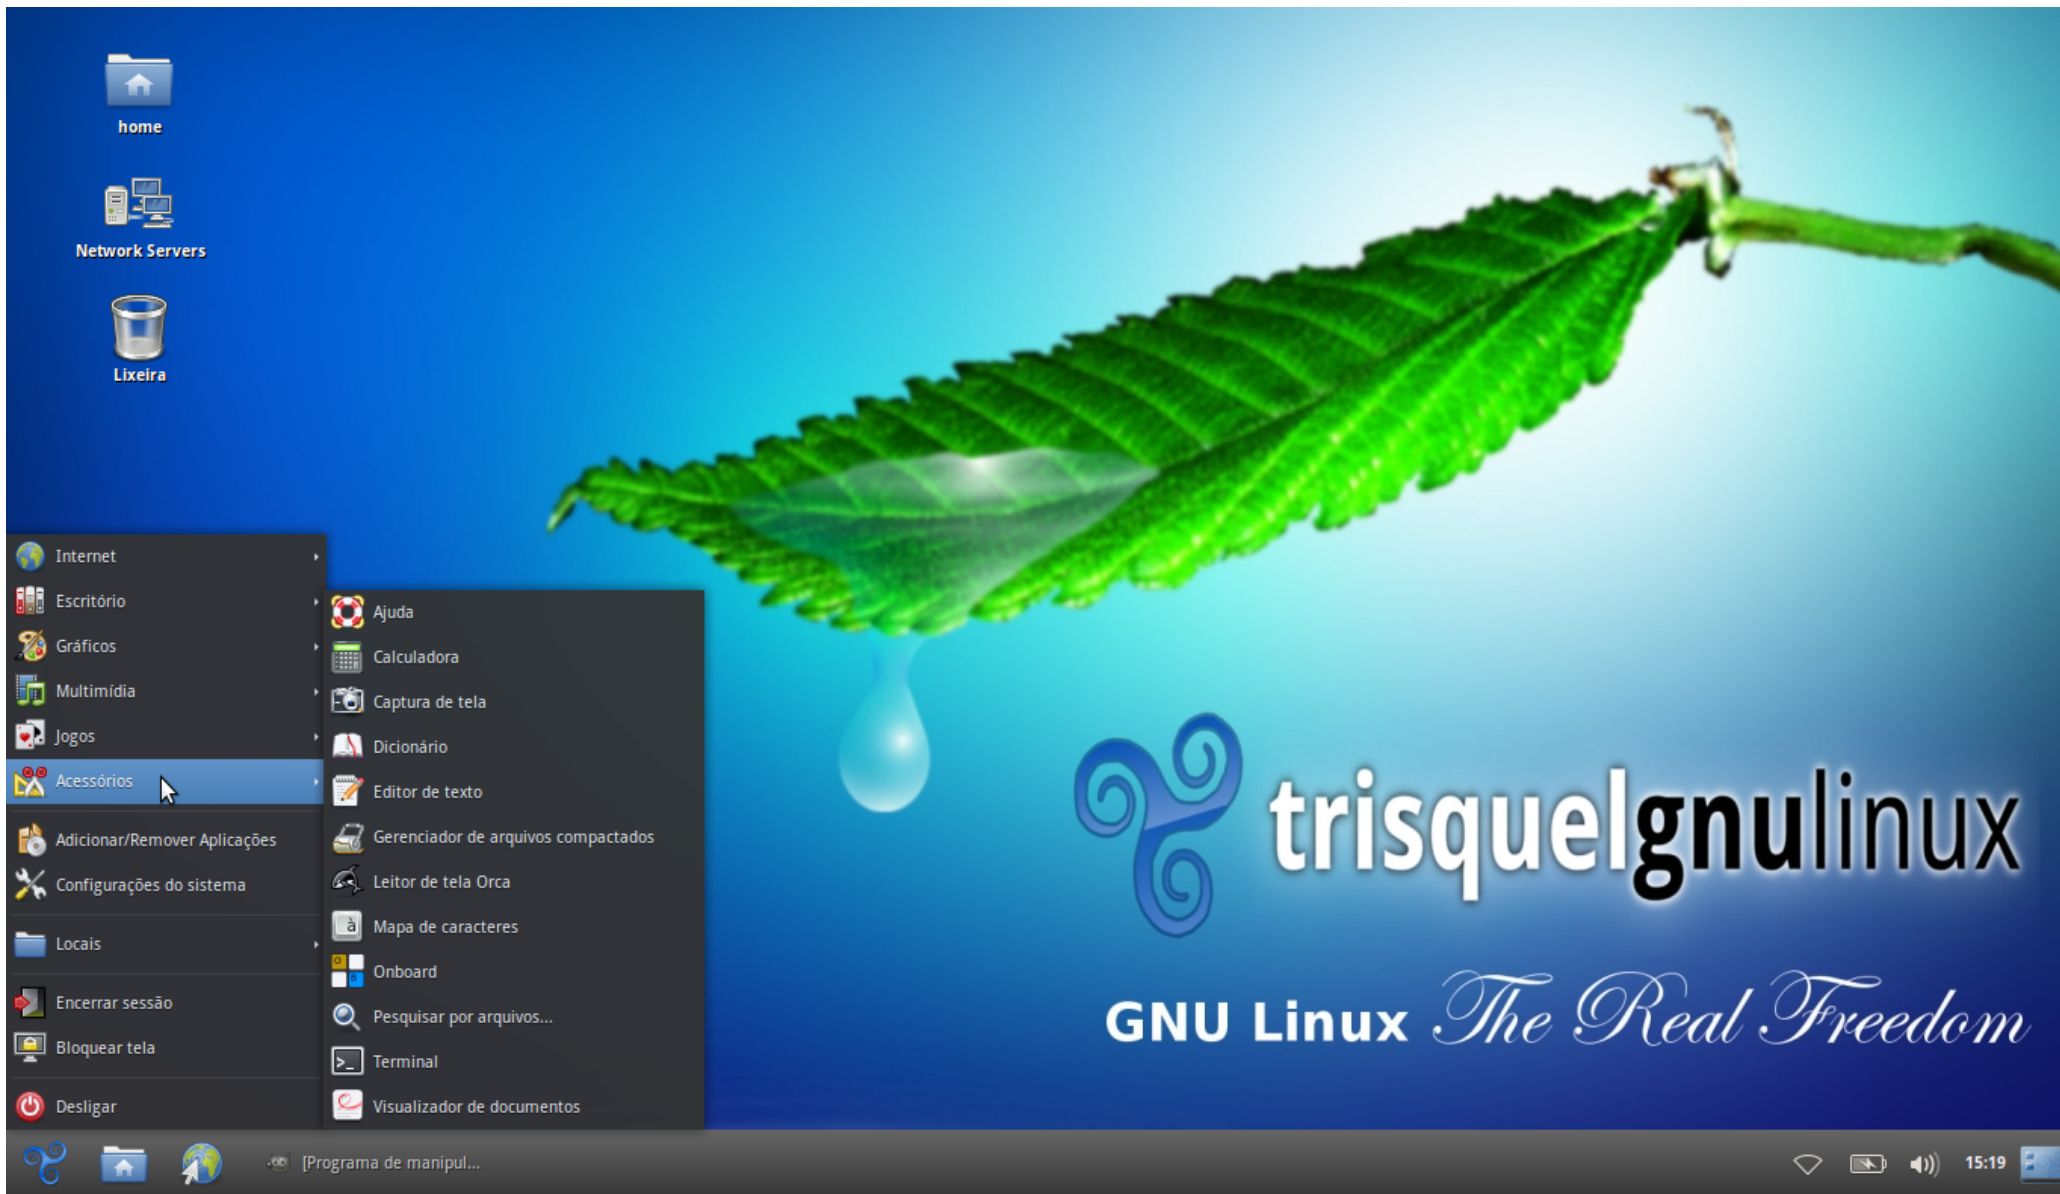 home
Network Servers
Lixeira
Internet
Escritório
Gráficos
Multimídia
Jogos
Acessórios
Adicionar/Remover Aplicações
Configurações do sistema
Locais
Encerrar sessão
Bloquear tela
Desligar
Ajuda
Calculadora
Captura de tela
Dicionário
Editor de texto
Gerenciador de arquivos compactados
Leitor de tela Orca
Mapa de caracteres
Onboard
Pesquisar por arquivos...
Terminal
Visualizador de documentos
trisquelgnulinux
GNU Linux The Real Freedom
[Programa de manipul...
15:19